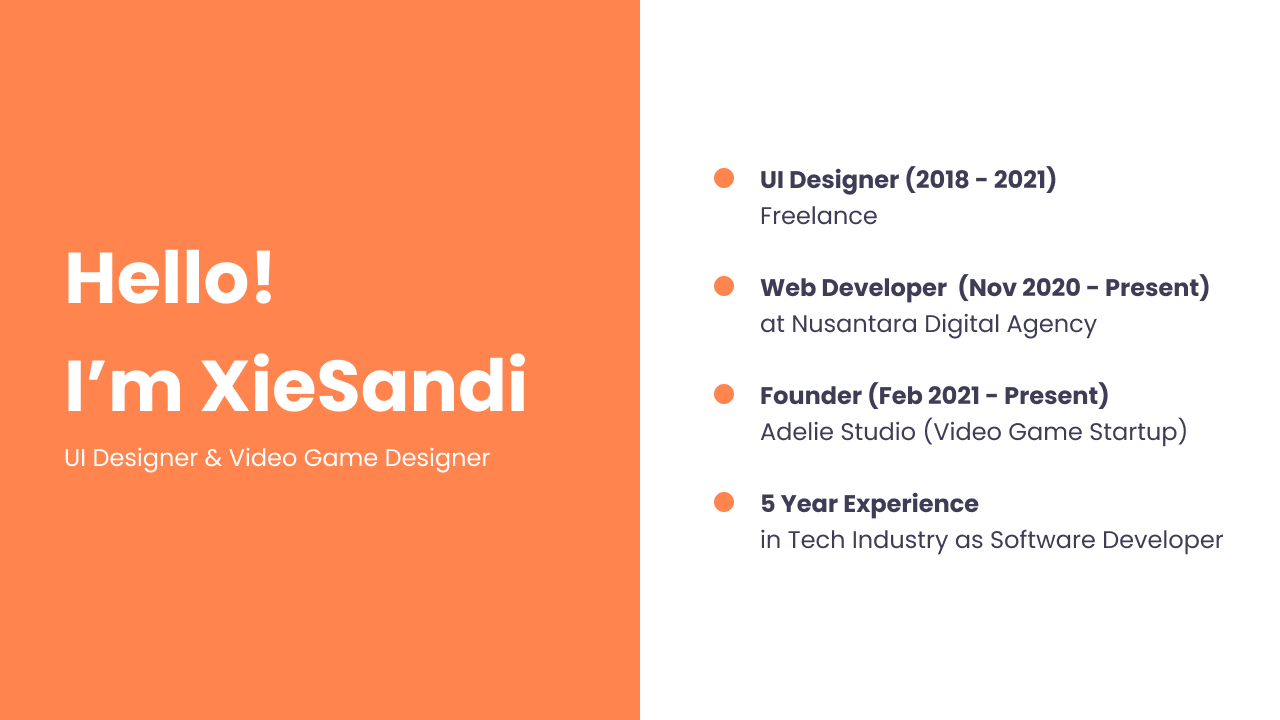 Hello!
I’m XieSandi
UI Designer & Video Game Designer
UI Designer (2018 - 2021)
Freelance
Web Developer  (Nov 2020 - Present)
at Nusantara Digital Agency
Founder (Feb 2021 - Present)
Adelie Studio (Video Game Startup)
5 Year Experience
in Tech Industry as Software Developer